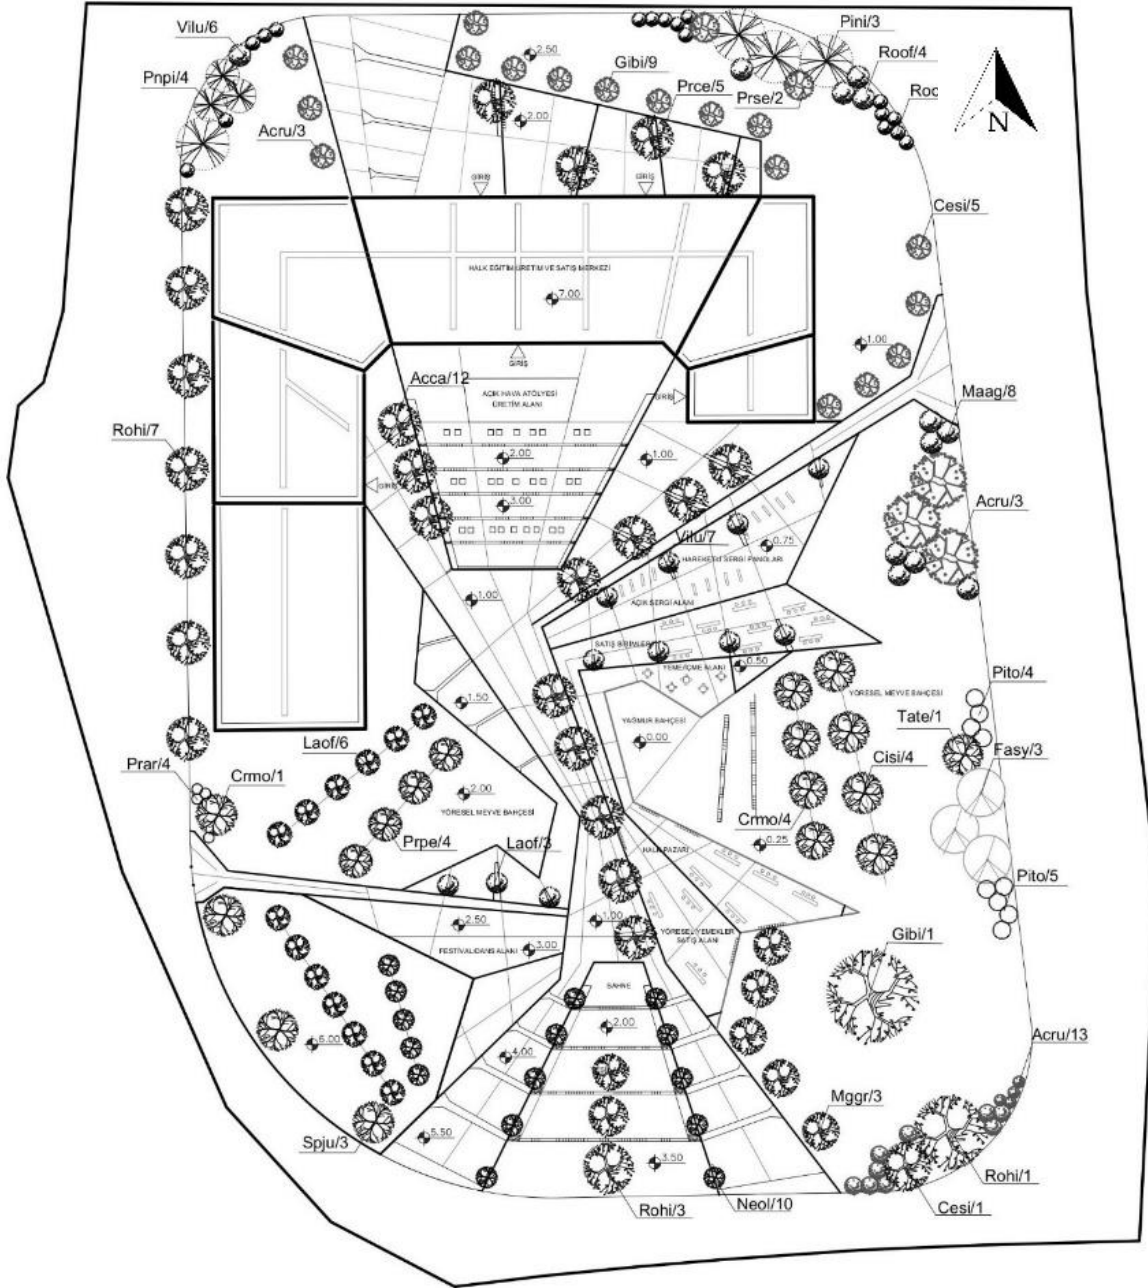 Vilu/6
Pini/3
Roof/4
2.50
Gibi/9
Pnpi/4
Prce/5
Prse/2
Roc
N
2.00
Acru/3
GİRİŞ
GİRİŞ
Cesi/5
HALK EĞİTİM ÜRETİM VE SATIŞ MERKEZİ
7.00
1.00
GİRİŞ
Acca/12
AÇIK HAVA ATÖLYESİ
ÜRETİM ALANI
GİRİŞ
Maag/8
Rohi/7
2.00
1.00
GİRİŞ
3.00
Acru/3
Vilu/7
0.75
HAREKETLİ SERGİ PANOLARI
1.00
AÇIK SERGİ ALANI
SATIŞ BİRİMLERİ
YEME/İÇME ALANI
0.50
Pito/4
YÖRESEL MEYVE BAHÇESİ
1.50
YAĞMUR BAHÇESİ
Tate/1
0.00
Laof/6
Fasy/3
Prar/4
Crmo/1
Cisi/4
2.00
YÖRESEL MEYVE BAHÇESİ
Crmo/4
Prpe/4
Laof/3
0.25
HALK PAZARI
Pito/5
2.50
1.00
YÖRESEL YEMEKLER
SATIŞ ALANI
Gibi/1
FESTİVAL/DANS ALANI
3.00
SAHNE
2.00
Acru/13
6.00
4.00
Mggr/3
Spju/3
5.50
3.50
Rohi/1
Rohi/3
Neol/10
Cesi/1